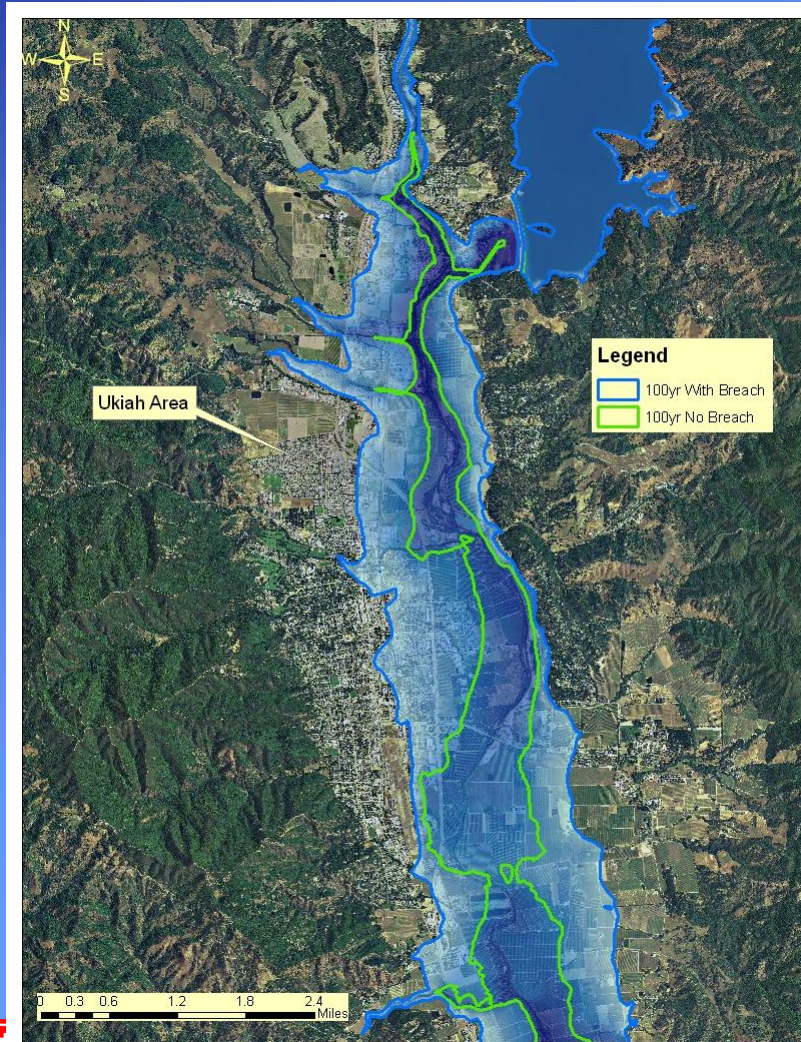 N
W E
S
Legend
100yr With Breach
100yr No Breach
Ukiah Area
0 0.3 0.6 1.2 1.8 2.4
Miles